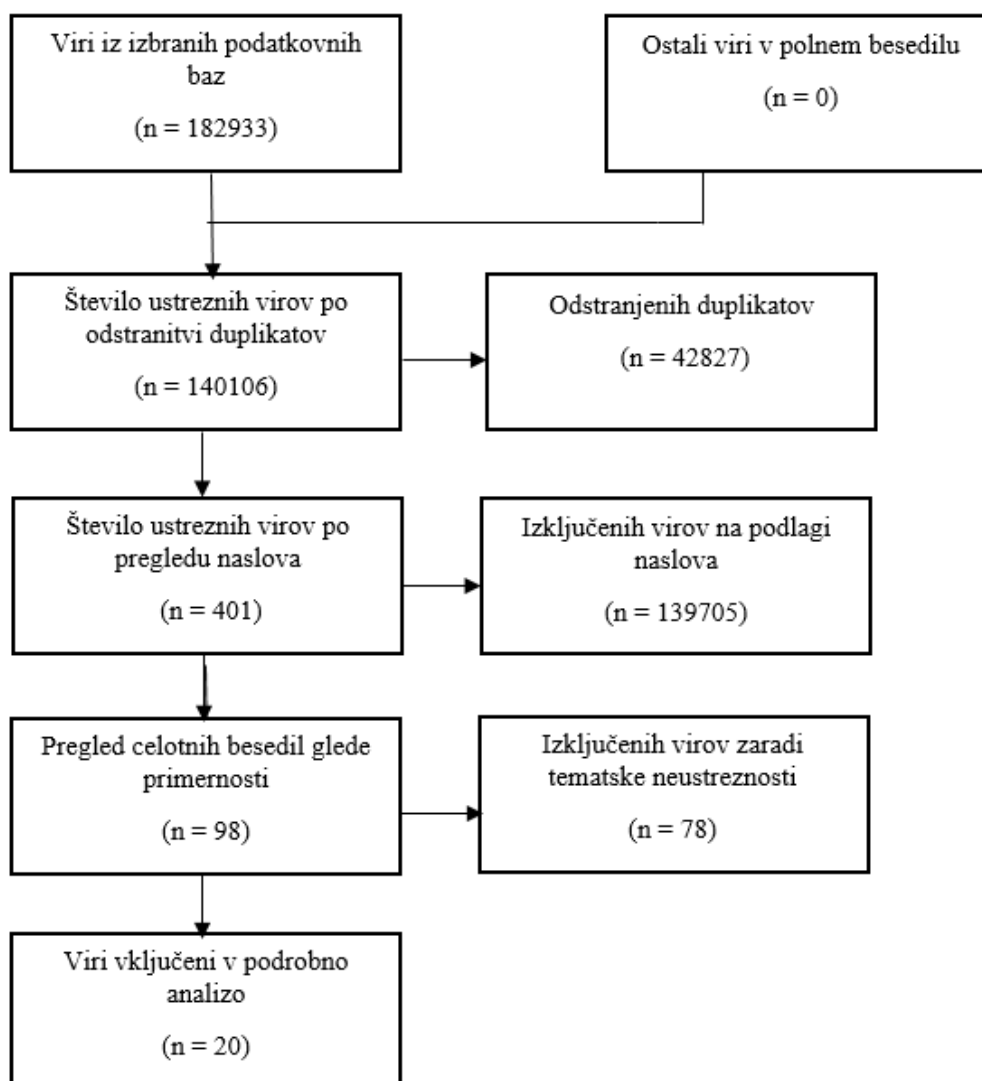 Viri iz izbranih podatkovnih
baz
(n = 182933)
Ostali viri v polnem besedilu
(n = 0)
Število ustreznih virov po
odstranitvi duplikatov
(n = 140106)
Odstranjenih duplikatov
(n = 42827)
Število ustreznih virov po
pregledu naslova
(n = 401)
Izključenih virov na podlagi
naslova
(n = 139705)
Pregled celotnih besedil glede
primernosti
(n = 98)
Izključenih virov zaradi
tematske neustreznosti
(n = 78)
Viri vključeni v podrobno
analizo
(n = 20)